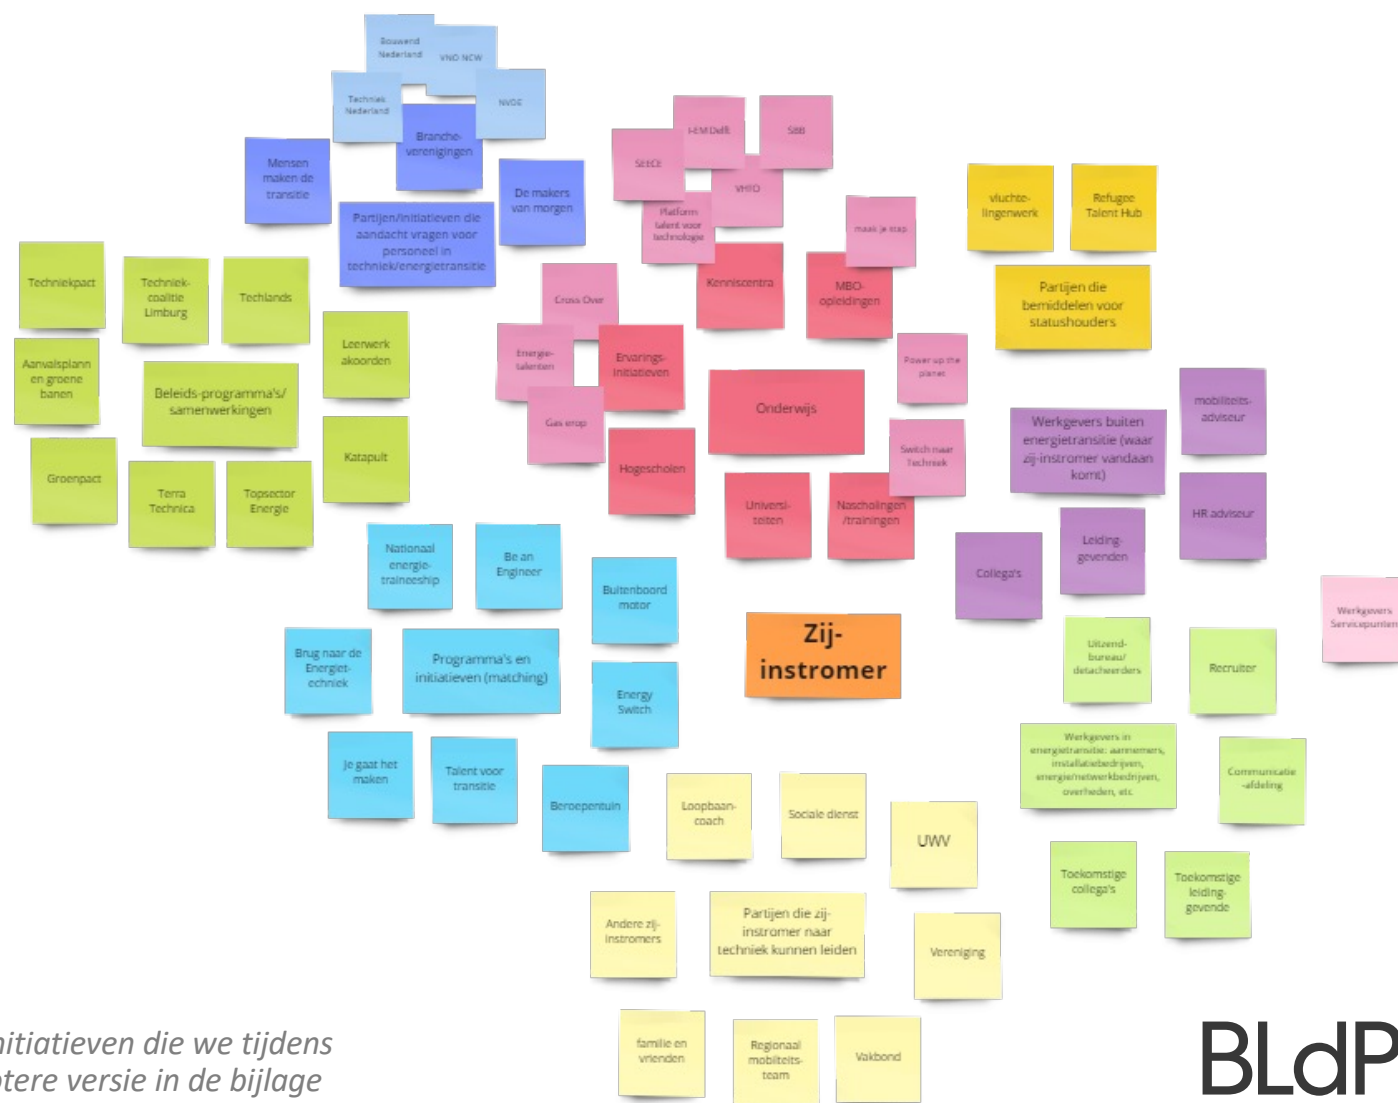 Bouwend
Nederland
VNO NCW
Techniek
Nederland
NVDE
Branche-
verenigingen
Mensen
maken de
transitie
De makers
van morgen
Partijen/initiatieven die
aandacht vragen voor
personeel in
techniek/energietransitie
SEECE
I-EM Delft
SBB
VHTO
Platform
talent voor
technologie
maak je stap
Kenniscentra
MBO-
opleidingen
Cross Over
Energie-
talenten
Gas erop
Ervarings-
initiatieven
Onderwijs
Hogescholen
Universi-
teiten
Nascholingen
/trainingen
Power up the
planet
Switch naar
Techniek
vluchte-
lingenwerk
Refugee
Talent Hub
Partijen die
bemiddelen voor
statushouders
Techniekpact
Techniek-
coalitie
Limburg
Techlands
Leerwerk
akoorden
Aanvalsplann
en groene
banen
Beleids-programma's/
samenwerkingen
Katapult
Groenpact
Terra
Technica
Topsector
Energie
mobiliteits-
adviseur
Werkgevers buiten
energietransitie (waar
zij-instromer vandaan
komt)
HR adviseur
Leiding-
gevenden
Collega's
Werkgevers
Servicepunten
Nationaal
energie-
traineeship
Be an
Engineer
Buitenboord
motor
Brug naar de
Energiet-
echniek
Programma's en
initiatieven (matching)
Energy
Switch
Je gaat het
maken
Talent voor
transitie
Beroepentuin
Zij-
instromer
Uitzend-
bureau/
detacheerders
Recruiter
Werkgevers in
energietransitie: aannemers,
installatiebedrijven,
energie/netwerkbedrijven,
overheden, etc
Communicatie
-afdeling
Toekomstige
collega's
Toekomstige
leiding-
gevende
Loopbaan-
coach
Sociale dienst
UWV
Andere zij-
instromers
Partijen die zij-
instromer naar
techniek kunnen leiden
Vereniging
familie en
vrienden
Regionaal
mobiliteits-
team
Vakbond
nitiatieven die we tijdens
otere versie in de bijlage
BLdP